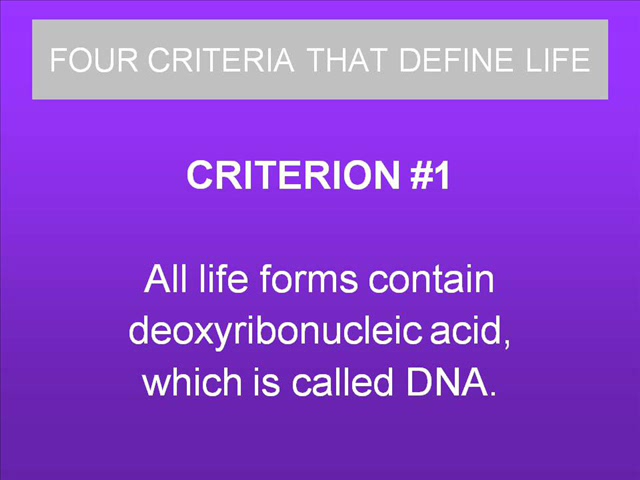 FOUR CRITERIA THAT DEFINE LIFE
CRITERION #1
All life forms contain
deoxyribonucleic acid,
which is called DNA.